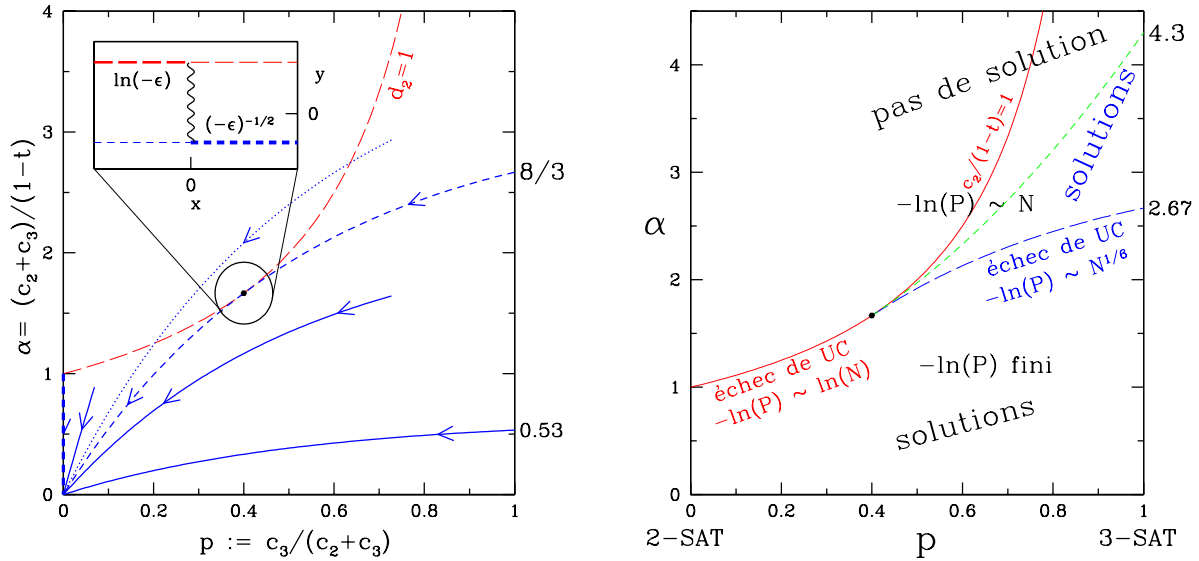 4
3
2
1
0
α= (c₂+c₃)/(1-t)
ln(-ϵ)
(-ϵ)^-1/2
y
0
0
x
d₂=1
8/3
0.53
0
0.2
0.4
0.6
0.8
1
p := c₃/(c₂+c₃)
4
3
2
1
0
α
pas de solution
c₂/(1-t)=1
solutions
4.3
-ln(P) ~ N
2.67
échec de UC
-ln(P) ~ N^1/6
échec de UC
-ln(P) ~ ln(N)
-ln(P) fini
solutions
0
0.2
0.4
0.6
0.8
1
2-SAT
p
3-SAT